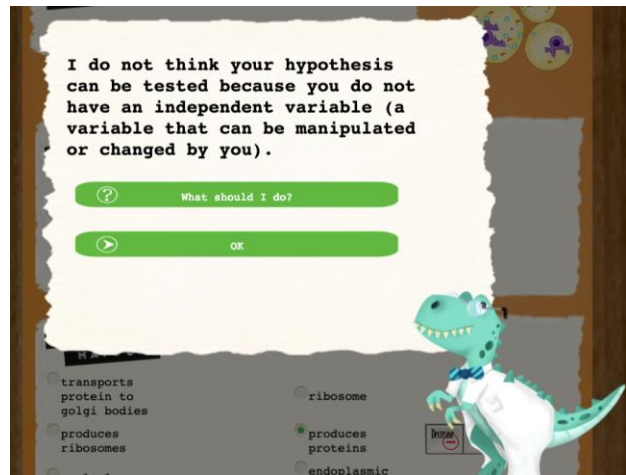 I do not think your hypothesis
can be tested because you do not
have an independent variable (a
variable that can be manipulated
or changed by you).
What should I do?
OK
transports
protein to
golgi bodies
ribosome
produces
ribosomes
produces
proteins
endoplasmic